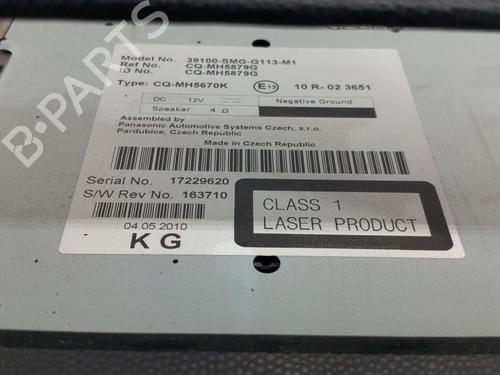 Model No. 39100-SMG-G113-M1
Ref No. CQ-MH5879G
ID No. CQ-MH5879G
Type: CQ-MH5670K
E13 10 R- 02 3651
DC 12V Negative Ground
Speaker 4 Ω
Assembled by
Panasonic Automotive Systems Czech, s.r.o.
Pardubice, Czech Republic
Made in Czech Republic
Serial No. 17229620
S/W Rev No. 163710
04.05.2010
KG
CLASS 1
LASER PRODUCT
B-PARTS